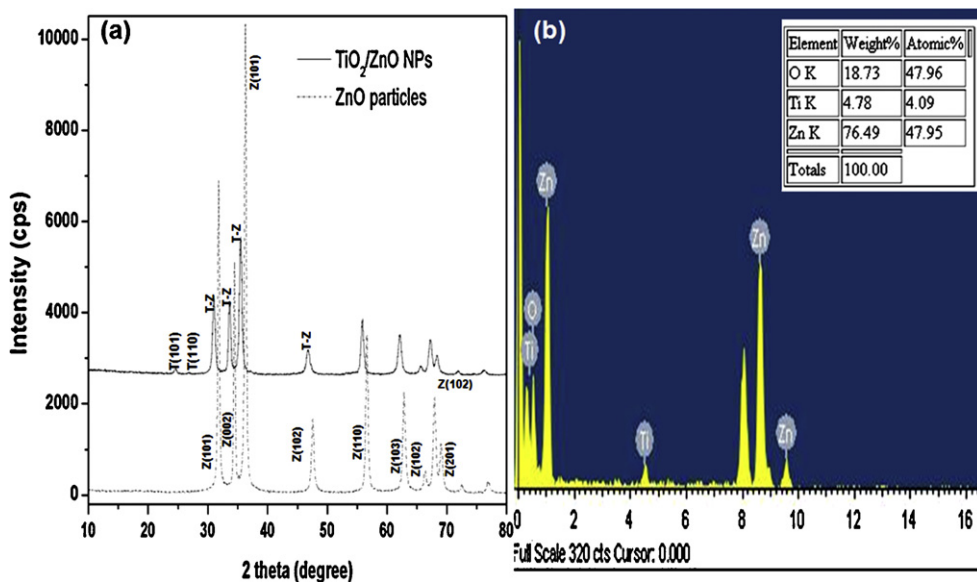 (a)
TiO2/ZnO NPs
ZnO particles
Z(101)
T-Z
T-Z
T-Z
T-Z
T(101)
T(110)
Z(102)
Z(101)
Z(002)
Z(102)
Z(110)
Z(103)
Z(102)
Z(201)
10000
8000
6000
4000
2000
0
Intensity (cps)
10 20 30 40 50 60 70 80
2 theta (degree)
(b)
Element Weight% Atomic%
O K 18.73 47.96
Ti K 4.78 4.09
Zn K 76.49 47.95
Totals 100.00
Zn
O
Ti
Ti
Zn
Zn
0 2 4 6 8 10 12 14 16
Full Scale 320 cts Cursor: 0.000